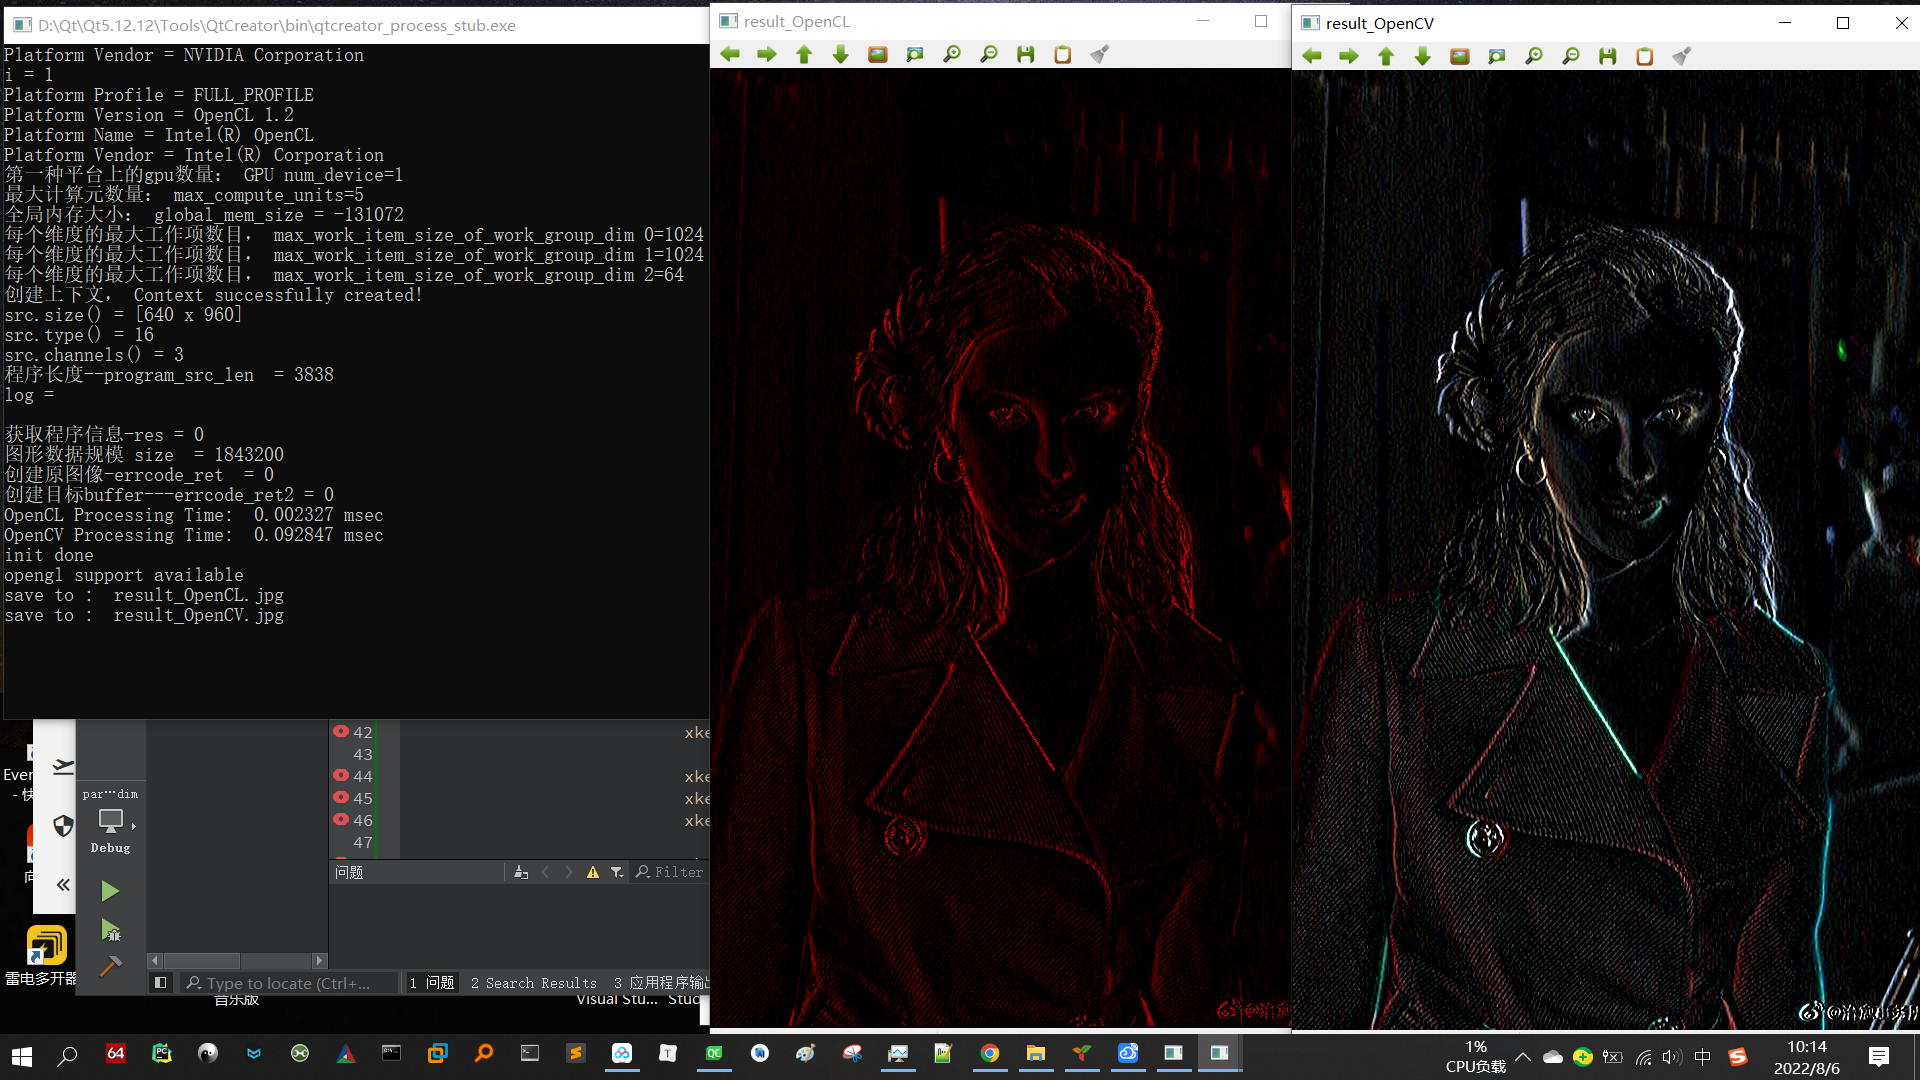 D:\Qt\Qt5.12.12\Tools\QtCreator\bin\qtcreator_process_stub.exe
Platform Vendor = NVIDIA Corporation
i = 1
Platform Profile = FULL_PROFILE
Platform Version = OpenCL 1.2
Platform Name = Intel(R) OpenCL
Platform Vendor = Intel(R) Corporation
第一种平台上的gpu数量： GPU num_device=1
最大计算元数量： max_compute_units=5
全局内存大小： global_mem_size = -131072
每个维度的最大工作项数目， max_work_item_size_of_work_group_dim 0=1024
每个维度的最大工作项数目， max_work_item_size_of_work_group_dim 1=1024
每个维度的最大工作项数目， max_work_item_size_of_work_group_dim 2=64
创建上下文， Context successfully created!
src.size() = [640 x 960]
src.type() = 16
src.channels() = 3
程序长度--program_src_len  = 3838
log =
获取程序信息-res = 0
图形数据规模 size  = 1843200
创建原图像-errcode_ret  = 0
创建目标buffer---errcode_ret2 = 0
OpenCL Processing Time:  0.002327 msec
OpenCV Processing Time:  0.092847 msec
init done
opengl support available
save to :  result_OpenCL.jpg
save to :  result_OpenCV.jpg
result_OpenCL
result_OpenCV
42 xke
43
44 xke
45 xke
46 xke
47
par···dim
Debug
问题
Filter
Type to locate (Ctrl+...
1 问题 2 Search Results 3 应用程序输出
Ever
- 快
向
雷电多开器
音乐版
Visual Stu... Stud
64
PC
T
QC
1%
CPU负载
中
S
10:14
2022/8/6